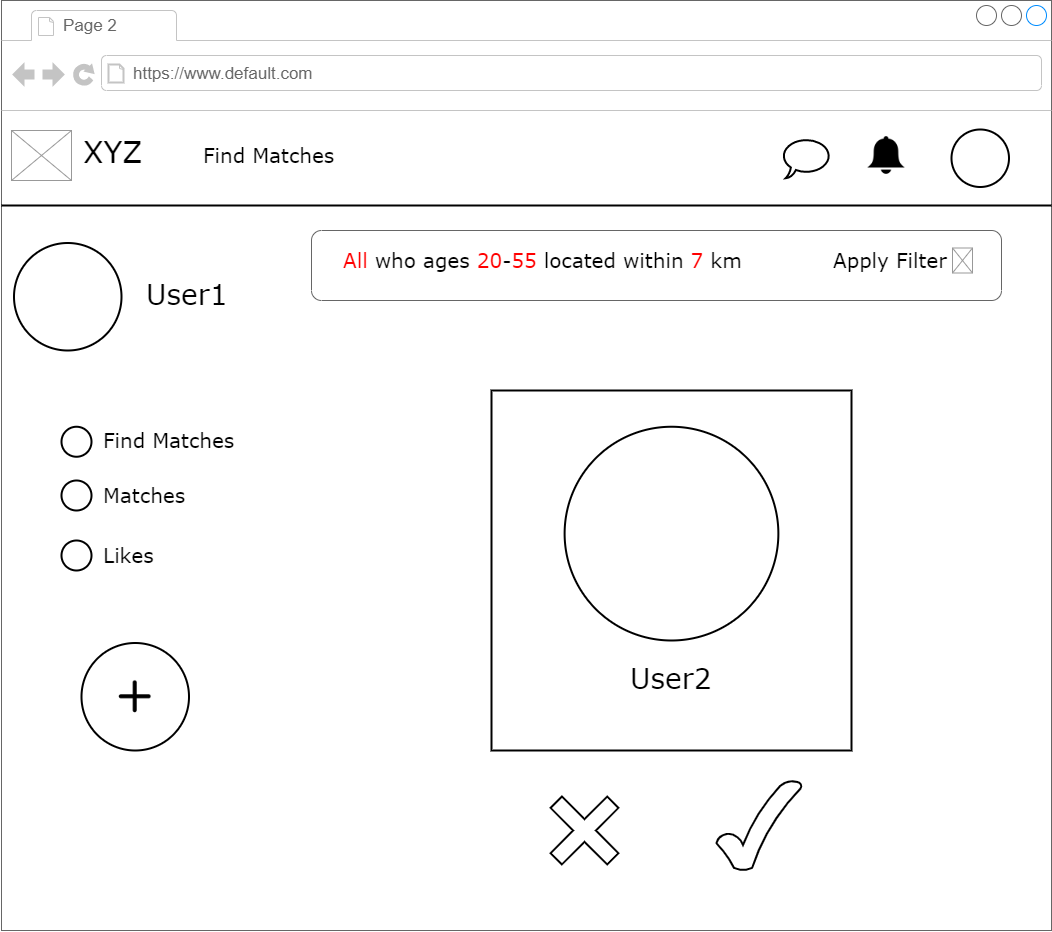 Page 2
https://www.default.com
XYZ
Find Matches
All who ages 20-55 located within 7 km
Apply Filter
User1
Find Matches
Matches
Likes
User2